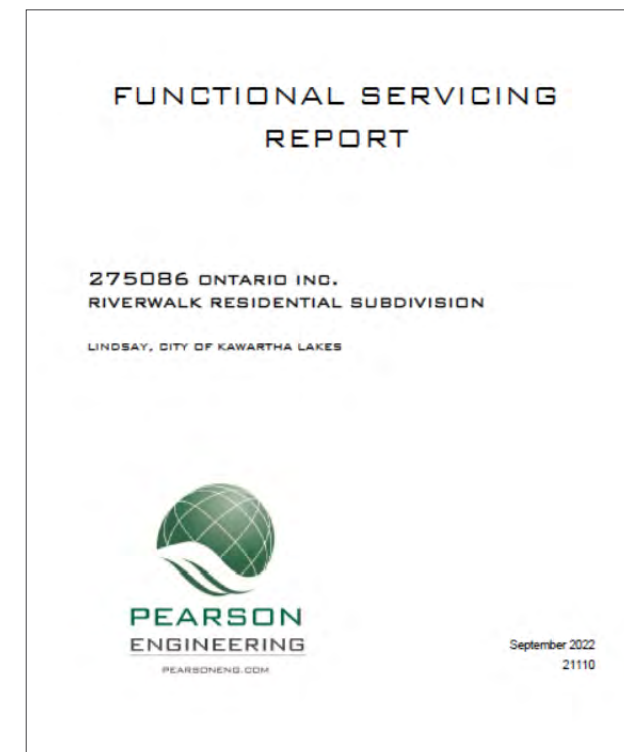 FUNCTIONAL SERVICING
REPORT
275086 ONTARIO INC.
RIVERWALK RESIDENTIAL SUBDIVISION
LINDSAY, CITY OF KAWARTHA LAKES
PEARSON
ENGINEERING
PEARSONENG.COM
September 2022
21110